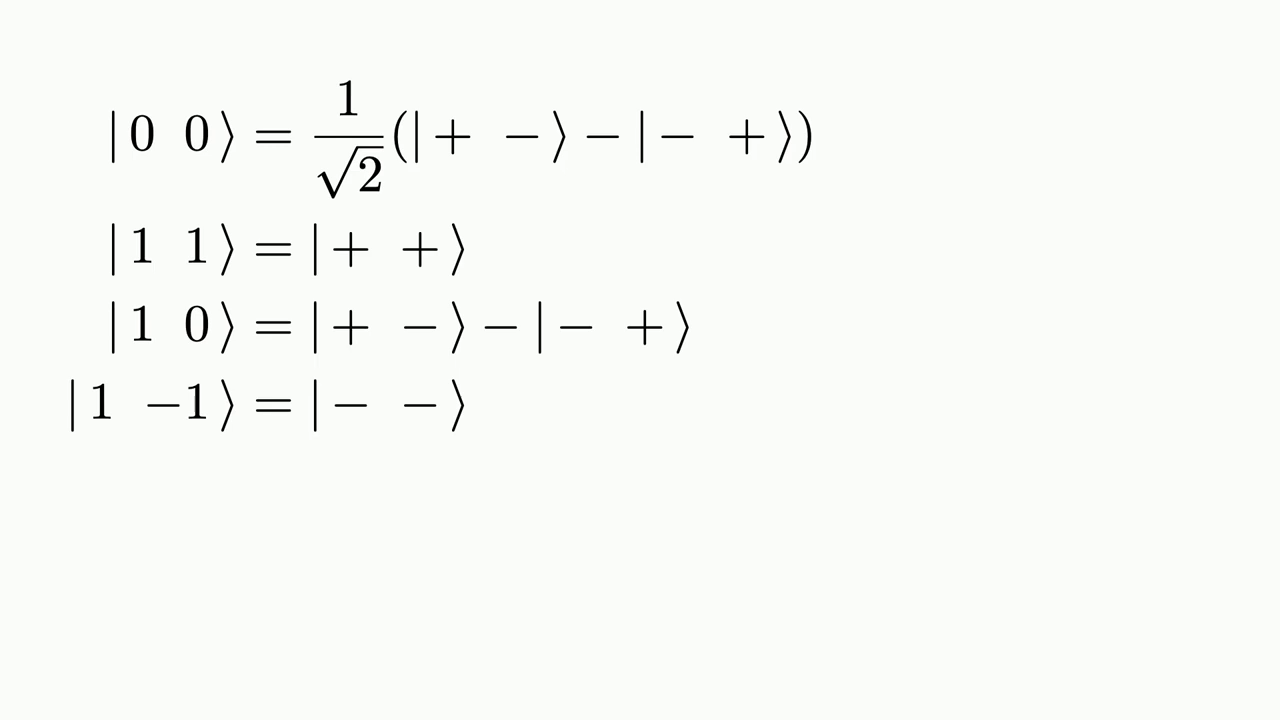 |0 0⟩ = 1/√2 (|+ −⟩ − |− +⟩)
|1 1⟩ = |+ +⟩
|1 0⟩ = |+ −⟩ − |− +⟩
|1 −1⟩ = |− −⟩